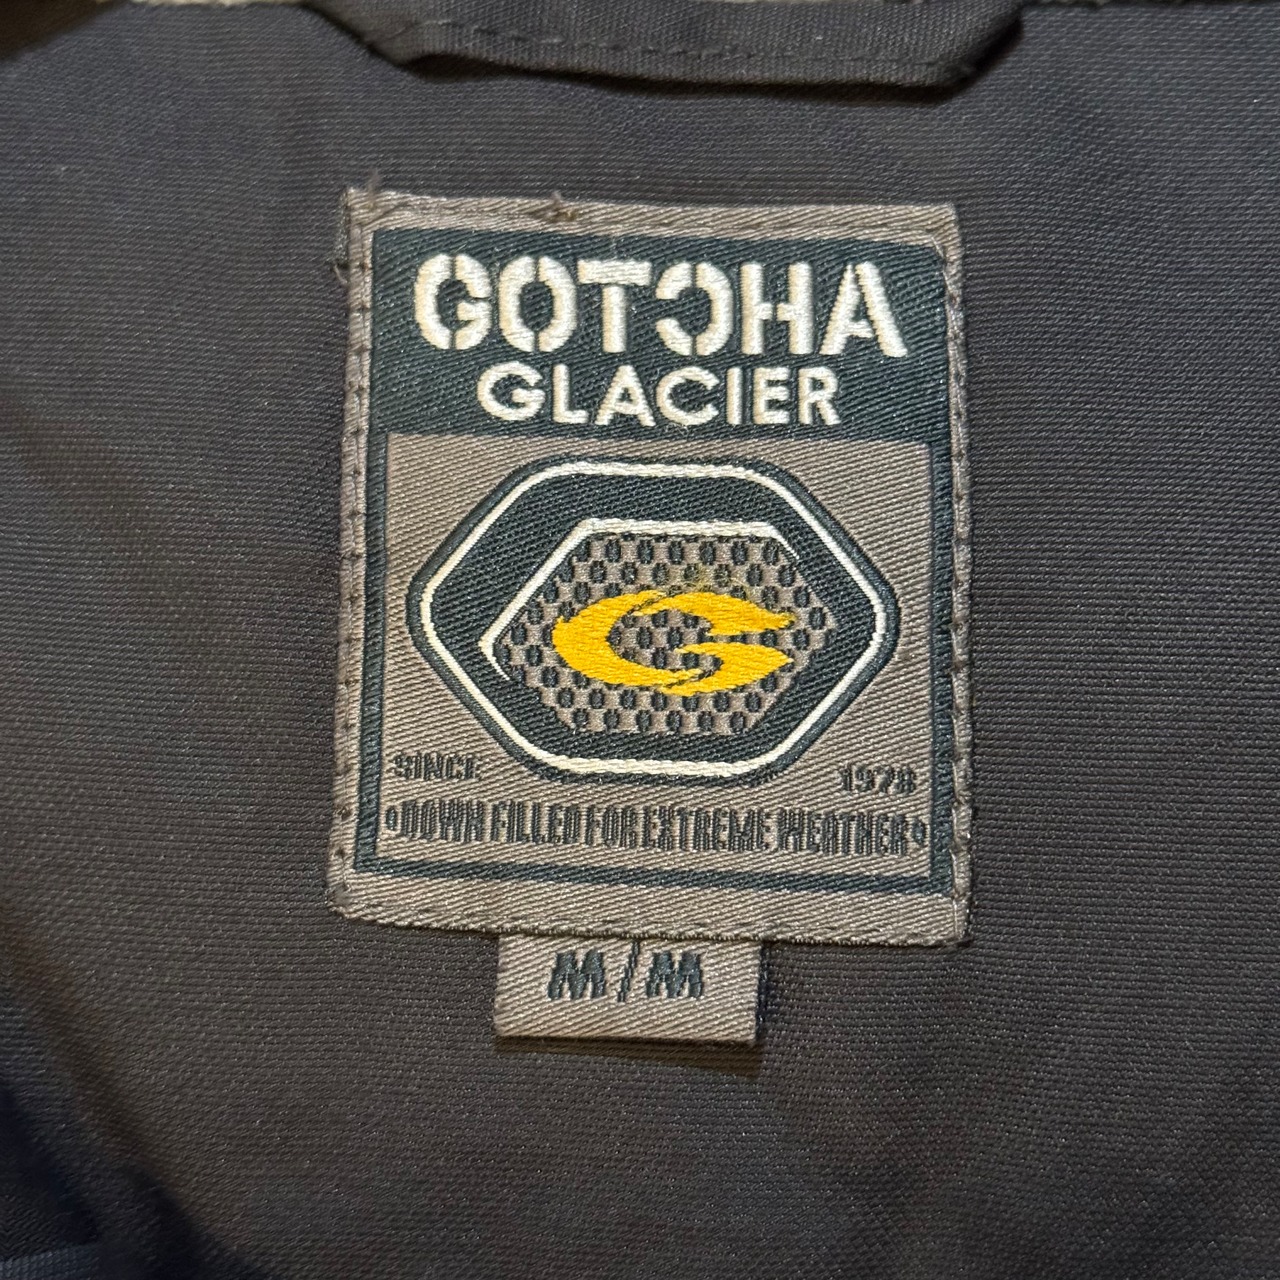 GOTCHA
GLACIER
G
SINCE 1978
DOWN FILLED FOR EXTREME WEATHER
M/M